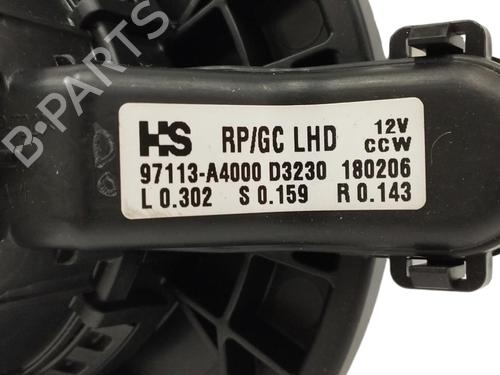 HS RP/GC LHD 12V CCW
97113-A4000 D3230 180206
L 0.302 S 0.159 R 0.143
B-PARTS